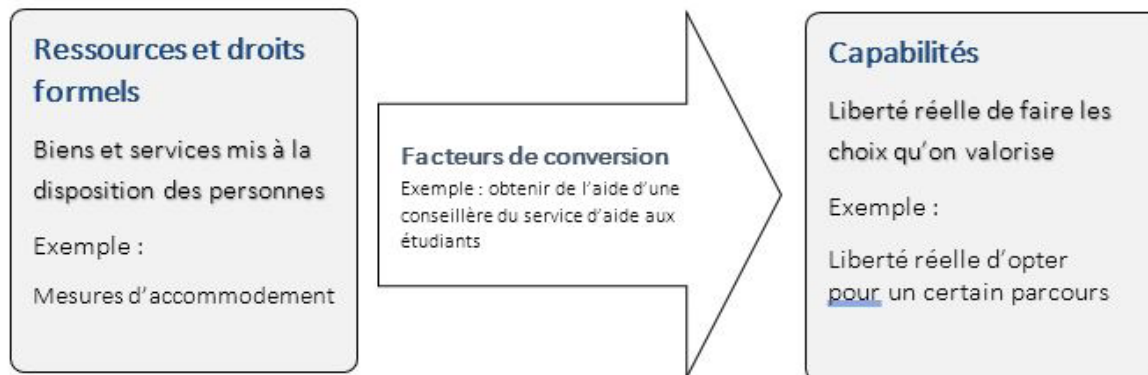 Ressources et droits
formels
Biens et services mis à la
disposition des personnes
Exemple :
Mesures d’accommodement
Facteurs de conversion
Exemple : obtenir de l’aide d’une
conseillère du service d’aide aux
étudiants
Capabilités
Liberté réelle de faire les
choix qu’on valorise
Exemple :
Liberté réelle d’opter
pour un certain parcours